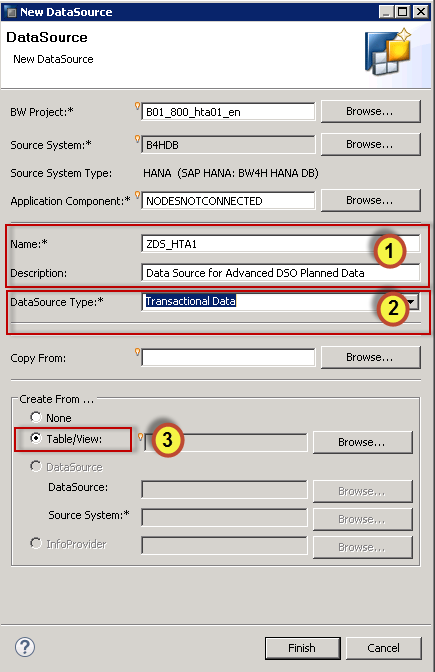 New DataSource
DataSource
New DataSource
BW Project:* B01_800_hta01_en Browse...
Source System:* B4HDB Browse...
Source System Type: HANA (SAP HANA: BW4H HANA DB)
Application Component:* NODESNOTCONNECTED Browse...
Name:* ZDS_HTA1 1
Description: Data Source for Advanced DSO Planned Data
DataSource Type:* Transactional Data 2
Copy From: Browse...
Create From ...
None
Table/View: 3 Browse...
DataSource
DataSource: Browse...
Source System:* Browse...
InfoProvider Browse...
? Finish Cancel